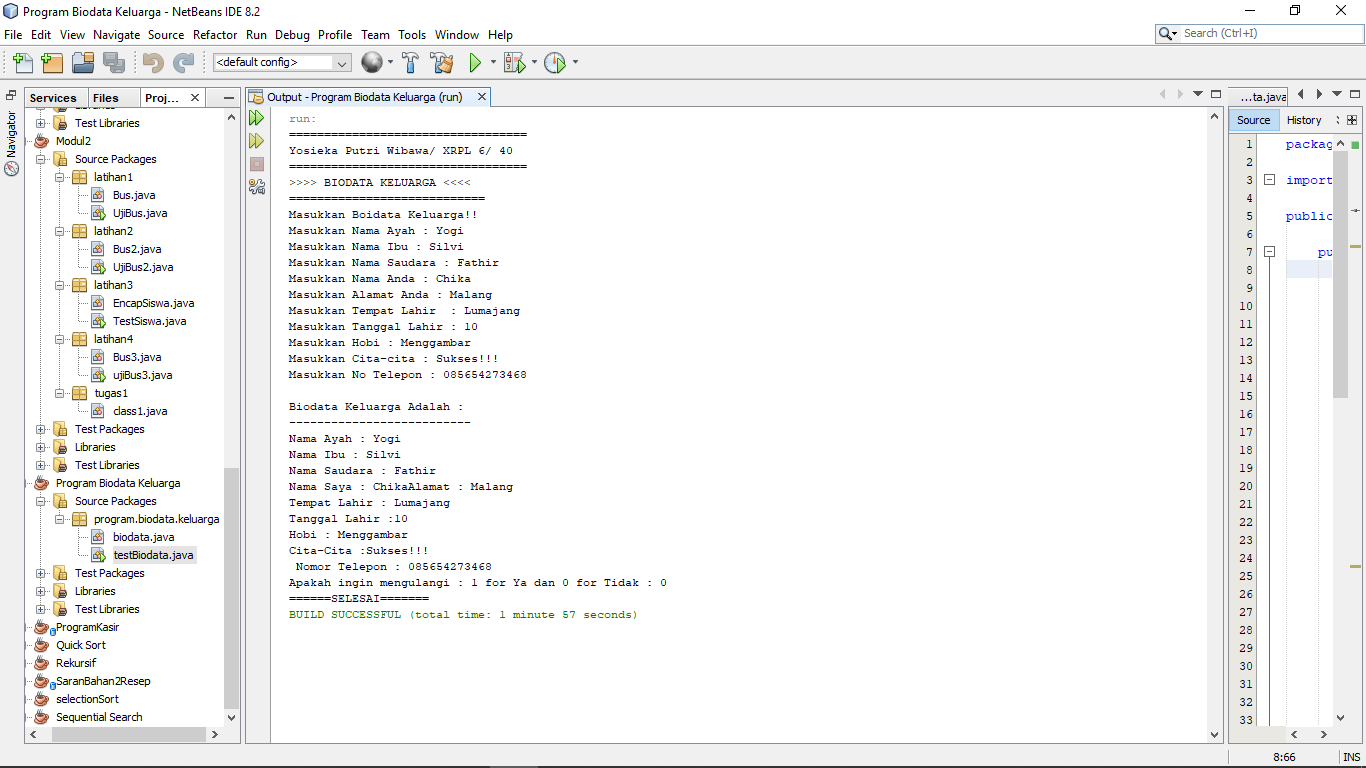 Program Biodata Keluarga - NetBeans IDE 8.2
File Edit View Navigate Source Refactor Run Debug Profile Team Tools Window Help
Search (Ctrl+I)
<default config>
Services Files Proj...
Navigator
Test Libraries
Modul2
Source Packages
latihan1
Bus.java
UjiBus.java
latihan2
Bus2.java
UjiBus2.java
latihan3
EncapSiswa.java
TestSiswa.java
latihan4
Bus3.java
ujiBus3.java
tugas1
class1.java
Test Packages
Libraries
Test Libraries
Program Biodata Keluarga
Source Packages
program.biodata.keluarga
biodata.java
testBiodata.java
Test Packages
Libraries
Test Libraries
ProgramKasir
Quick Sort
Rekursif
SaranBahan2Resep
selectionSort
Sequential Search
Output - Program Biodata Keluarga (run)
run:
==================================
Yosieka Putri Wibawa/ XRPL 6/ 40
==================================
>>>> BIODATA KELUARGA <<<<
============================
Masukkan Boidata Keluarga!!
Masukkan Nama Ayah : Yogi
Masukkan Nama Ibu : Silvi
Masukkan Nama Saudara : Fathir
Masukkan Nama Anda : Chika
Masukkan Alamat Anda : Malang
Masukkan Tempat Lahir  : Lumajang
Masukkan Tanggal Lahir : 10
Masukkan Hobi : Menggambar
Masukkan Cita-cita : Sukses!!!
Masukkan No Telepon : 085654273468
Biodata Keluarga Adalah :
--------------------------
Nama Ayah : Yogi
Nama Ibu : Silvi
Nama Saudara : Fathir
Nama Saya : ChikaAlamat : Malang
Tempat Lahir : Lumajang
Tanggal Lahir :10
Hobi : Menggambar
Cita-Cita :Sukses!!!
Nomor Telepon : 085654273468
Apakah ingin mengulangi : 1 for Ya dan 0 for Tidak : 0
======SELESAI=======
BUILD SUCCESSFUL (total time: 1 minute 57 seconds)
...ta.java
Source History
1 packag
2
3 import
4
5 public
6
7 pu
8
9
10
11
12
13
14
15
16
17
18
19
20
21
22
23
24
25
26
27
28
29
30
31
32
33
8:66 INS